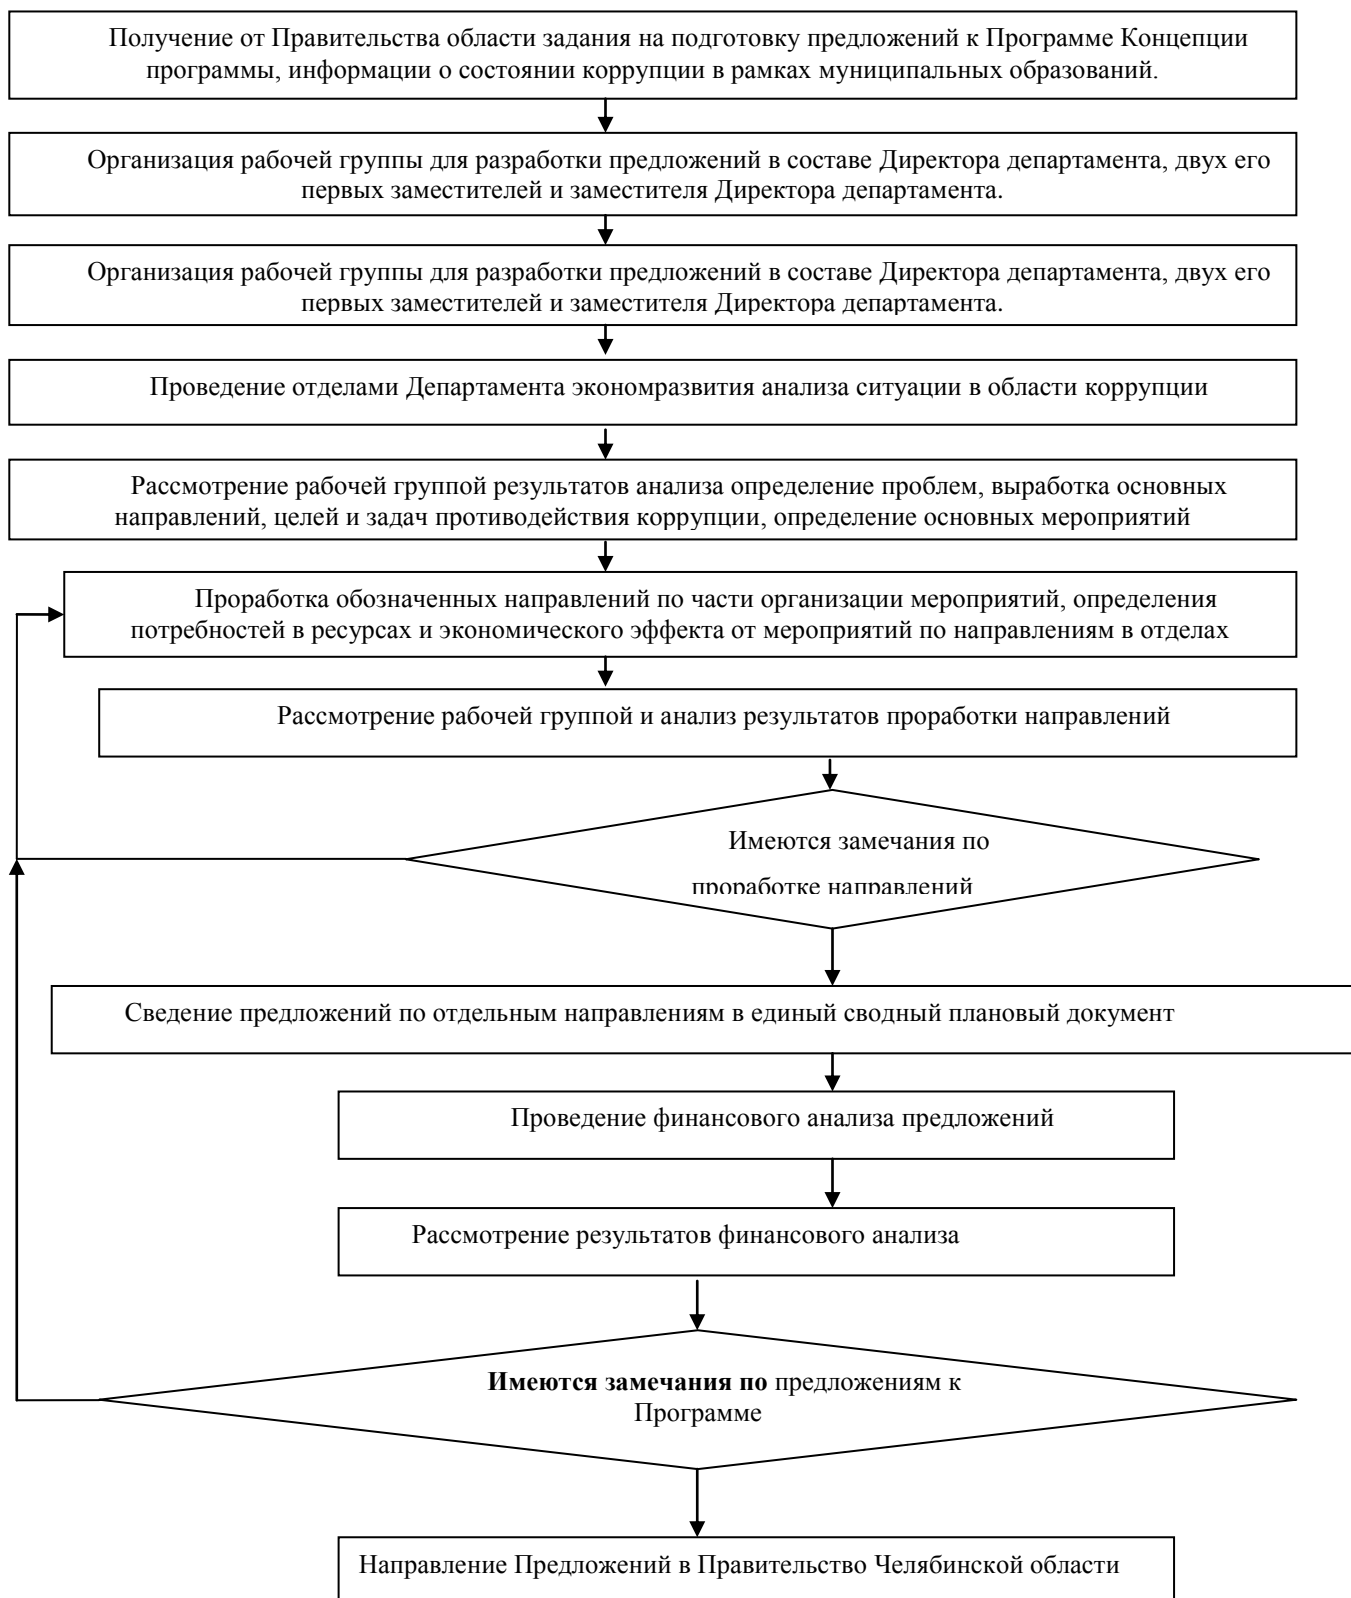 Получение от Правительства области задания на подготовку предложений к Программе Концепции
программы, информации о состоянии коррупции в рамках муниципальных образований.
Организация рабочей группы для разработки предложений в составе Директора департамента, двух его
первых заместителей и заместителя Директора департамента.
Организация рабочей группы для разработки предложений в составе Директора департамента, двух его
первых заместителей и заместителя Директора департамента.
Проведение отделами Департамента экономразвития анализа ситуации в области коррупции
Рассмотрение рабочей группой результатов анализа определение проблем, выработка основных
направлений, целей и задач противодействия коррупции, определение основных мероприятий
Проработка обозначенных направлений по части организации мероприятий, определения
потребностей в ресурсах и экономического эффекта от мероприятий по направлениям в отделах
Рассмотрение рабочей группой и анализ результатов проработки направлений
Имеются замечания по
проработке направлений
Сведение предложений по отдельным направлениям в единый сводный плановый документ
Проведение финансового анализа предложений
Рассмотрение результатов финансового анализа
Имеются замечания по предложениям к
Программе
Направление Предложений в Правительство Челябинской области